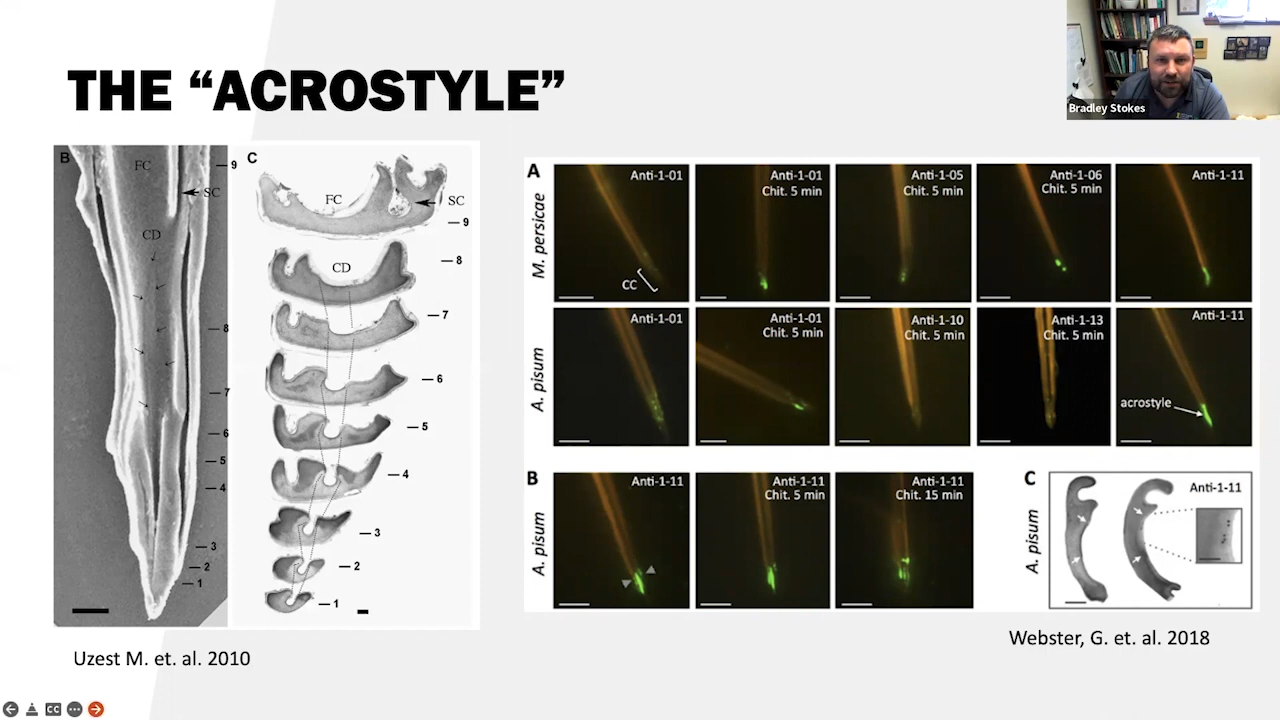 THE “ACROSTYLE”
Bradley Stokes
B
FC
9
SC
CD
8
7
6
5
4
3
2
1
C
FC
SC
9
CD
8
7
6
5
4
3
2
1
Uzest M. et. al. 2010
A
M. persicae
Anti-1-01
CC
Anti-1-01
Chit. 5 min
Anti-1-05
Chit. 5 min
Anti-1-06
Chit. 5 min
Anti-1-11
A. pisum
Anti-1-01
Anti-1-01
Chit. 5 min
Anti-1-10
Chit. 5 min
Anti-1-13
Chit. 5 min
Anti-1-11
acrostyle
B
A. pisum
Anti-1-11
Anti-1-11
Chit. 5 min
Anti-1-11
Chit. 15 min
C
A. pisum
Anti-1-11
Webster, G. et. al. 2018
CC